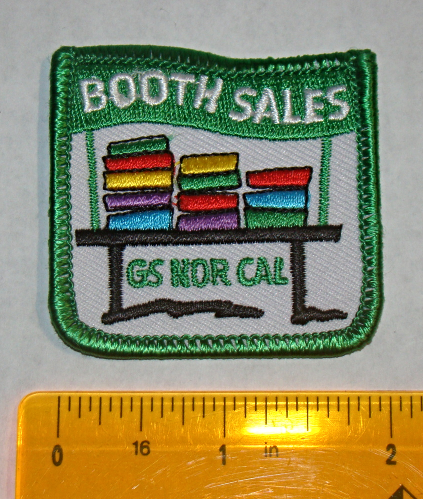 BOOTH SALES
GS NOR CAL
0 16 1 in 2